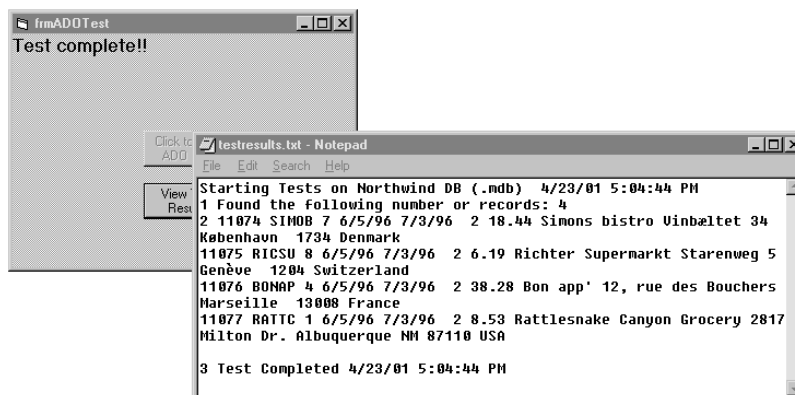 frmADOTest
Test complete!!
Click to
ADO
View
Resu
testresults.txt - Notepad
File Edit Search Help
Starting Tests on Northwind DB (.mdb) 4/23/01 5:04:44 PM
1 Found the following number or records: 4
2 11074 SIMOB 7 6/5/96 7/3/96 2 18.44 Simons bistro Vinbæltet 34
København 1734 Denmark
11075 RICSU 8 6/5/96 7/3/96 2 6.19 Richter Supermarkt Starenweg 5
Genève 1204 Switzerland
11076 BONAP 4 6/5/96 7/3/96 2 38.28 Bon app' 12, rue des Bouchers
Marseille 13008 France
11077 RATTC 1 6/5/96 7/3/96 2 8.53 Rattlesnake Canyon Grocery 2817
Milton Dr. Albuquerque NM 87110 USA
3 Test Completed 4/23/01 5:04:44 PM